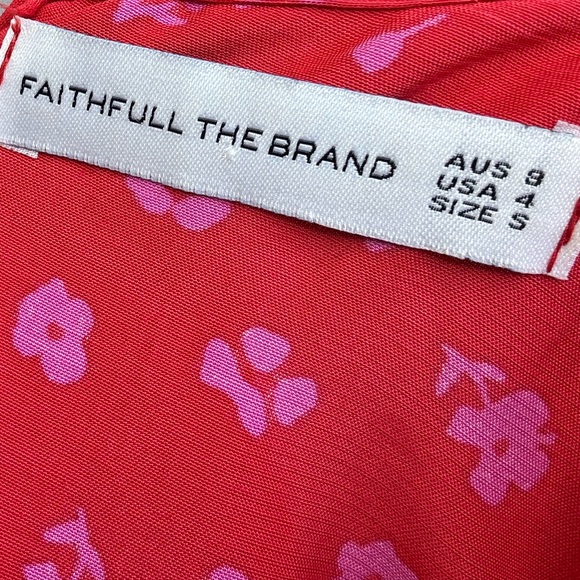 FAITHFULL THE BRAND
AUS 8
USA 4
SIZE S